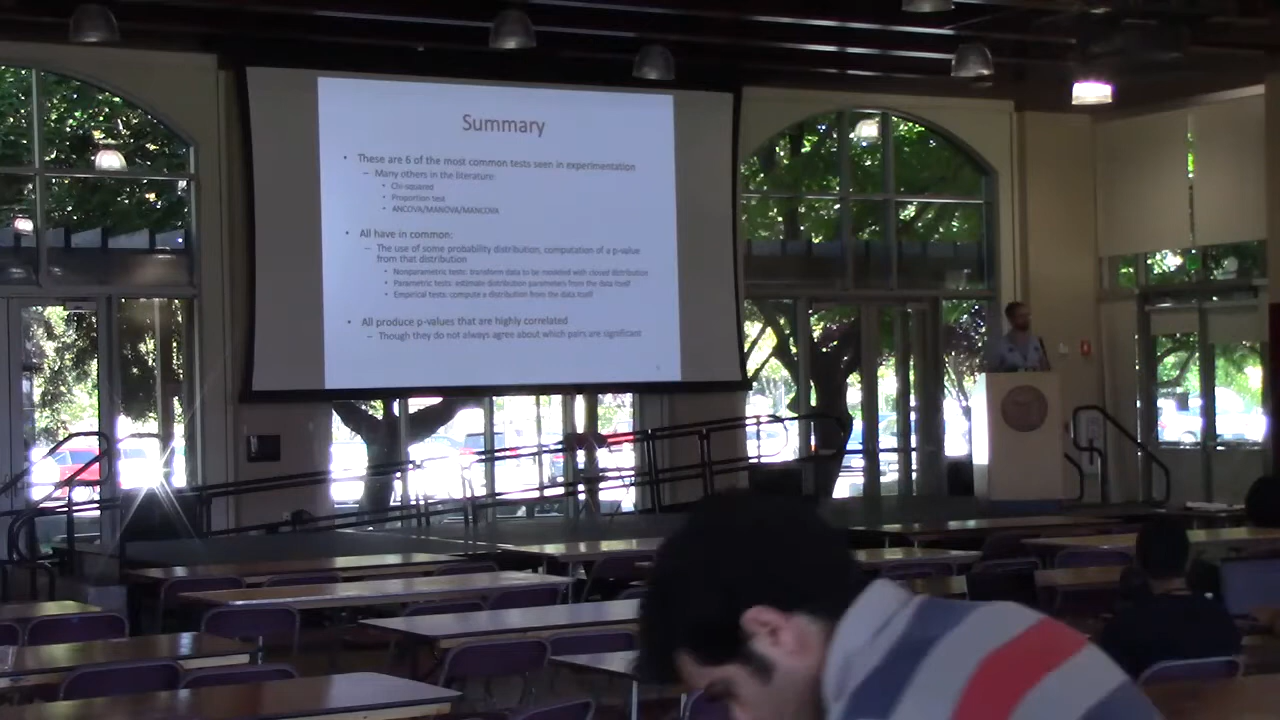 Summary
• These are 6 of the most common tests seen in experimentation
– Many others in the literature:
• Chi-squared
• Proportion test
• ANCOVA/MANOVA/MANCOVA
• All have in common:
– The use of some probability distribution, computation of a p-value
from that distribution
• Nonparametric tests: transform data to be modeled with closed distribution
• Parametric tests: estimate distribution parameters from the data itself
• Empirical tests: compute a distribution from the data itself
• All produce p-values that are highly correlated
– Though they do not always agree about which pairs are significant